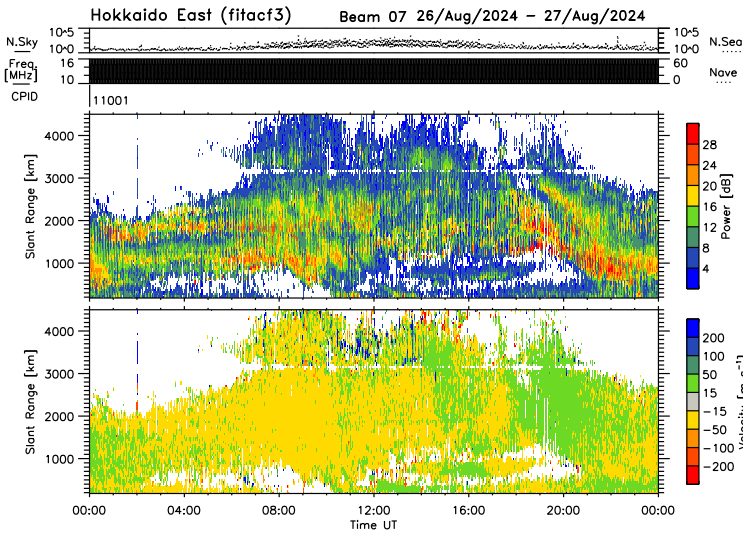 Hokkaido East (fitacf3) Beam 07 26/Aug/2024 - 27/Aug/2024
N.Sky 10^5 10^0 10^5 10^0 N.Sea
Freq. [MHz] 16 10 60 0 Nave
CPID 11001
Slant Range [km] 4000 3000 2000 1000
Power [dB] 28 24 20 16 12 8 4
Slant Range [km] 4000 3000 2000 1000
200 100 50 15 -15 -50 -100 -200
Velocity [m s^-1]
00:00 04:00 08:00 12:00 16:00 20:00 00:00
Time UT